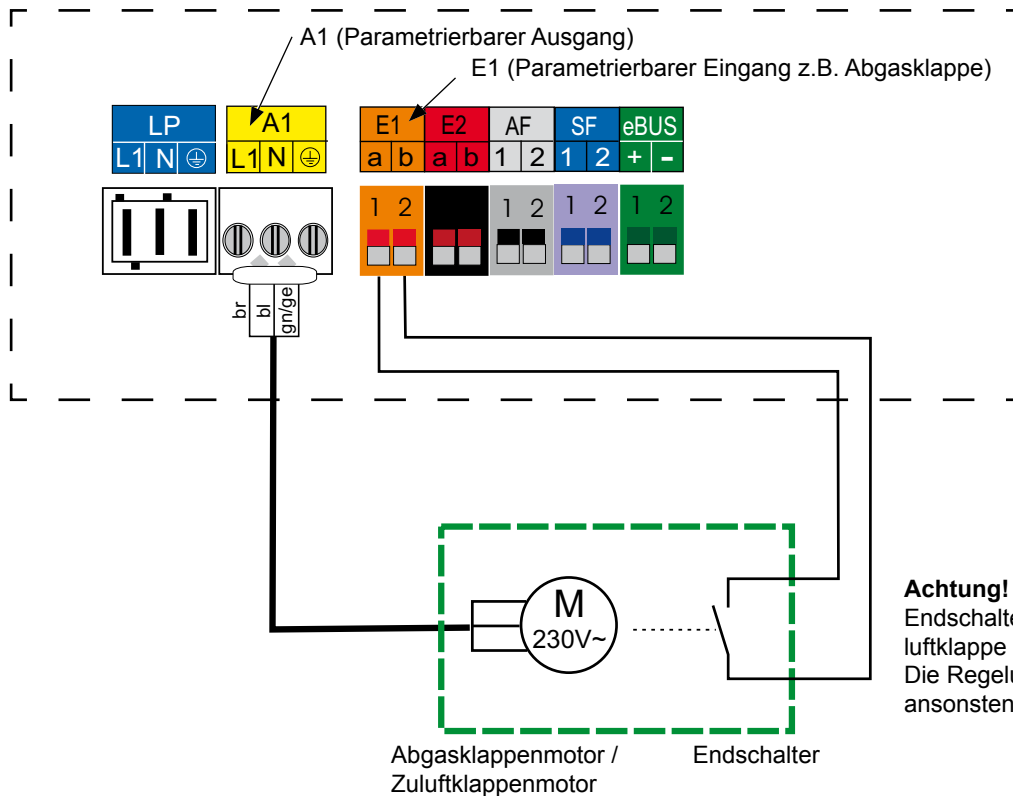 A1 (Parametrierbarer Ausgang)
E1 (Parametrierbarer Eingang z.B. Abgasklappe)
LP A1 E1 E2 AF SF eBUS
L1 N L1 N a b a b 1 2 1 2 + -
1 2 1 2 1 2 1 2
br bl gn/ge
M
230V~
Achtung!
luftklappe
Die
ansonsten
Abgasklappenmotor / Endschalter
Zuluftklappenmotor